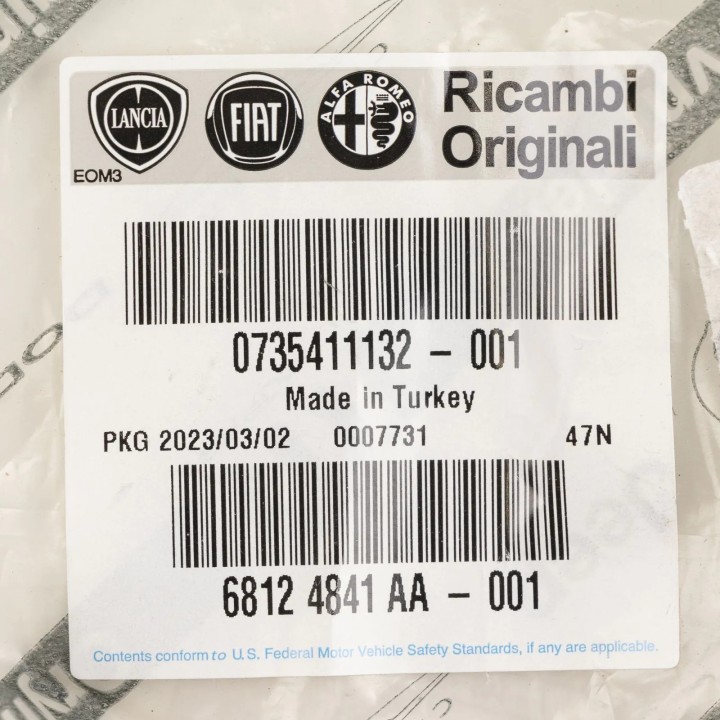 LANCIA
FIAT
ALFA ROMEO
Ricambi
Originali
EOM3
0735411132 - 001
Made in Turkey
PKG 2023/03/02 0007731 47N
6812 4841 AA - 001
Contents conform to U.S. Federal Motor Vehicle Safety Standards, if any are applicable.